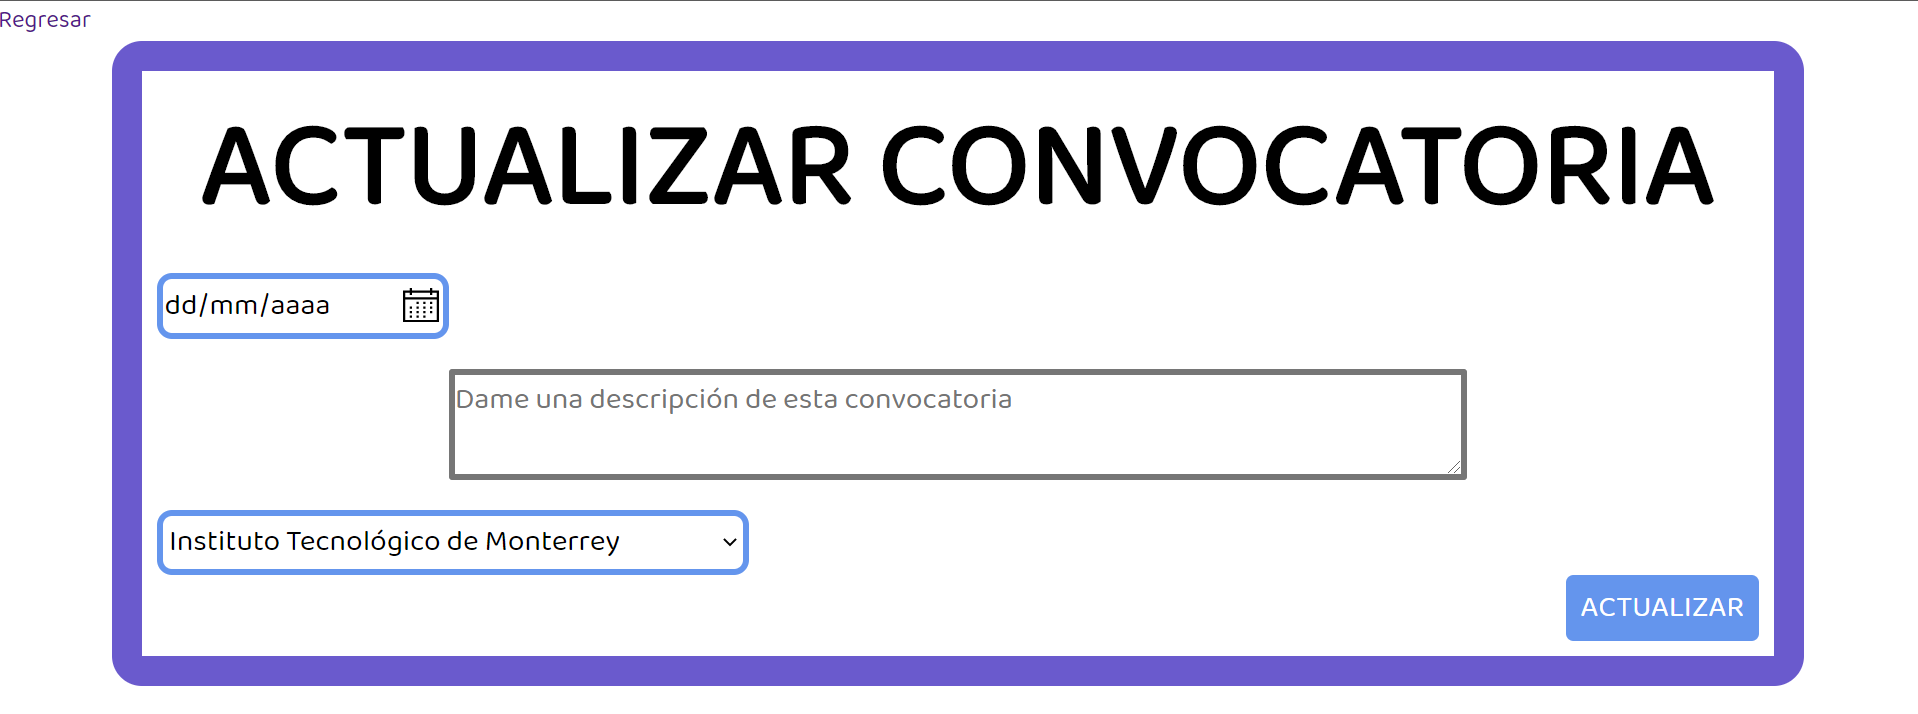 Regresar
ACTUALIZAR CONVOCATORIA
dd/mm/aaaa
Dame una descripción de esta convocatoria
Instituto Tecnológico de Monterrey
ACTUALIZAR